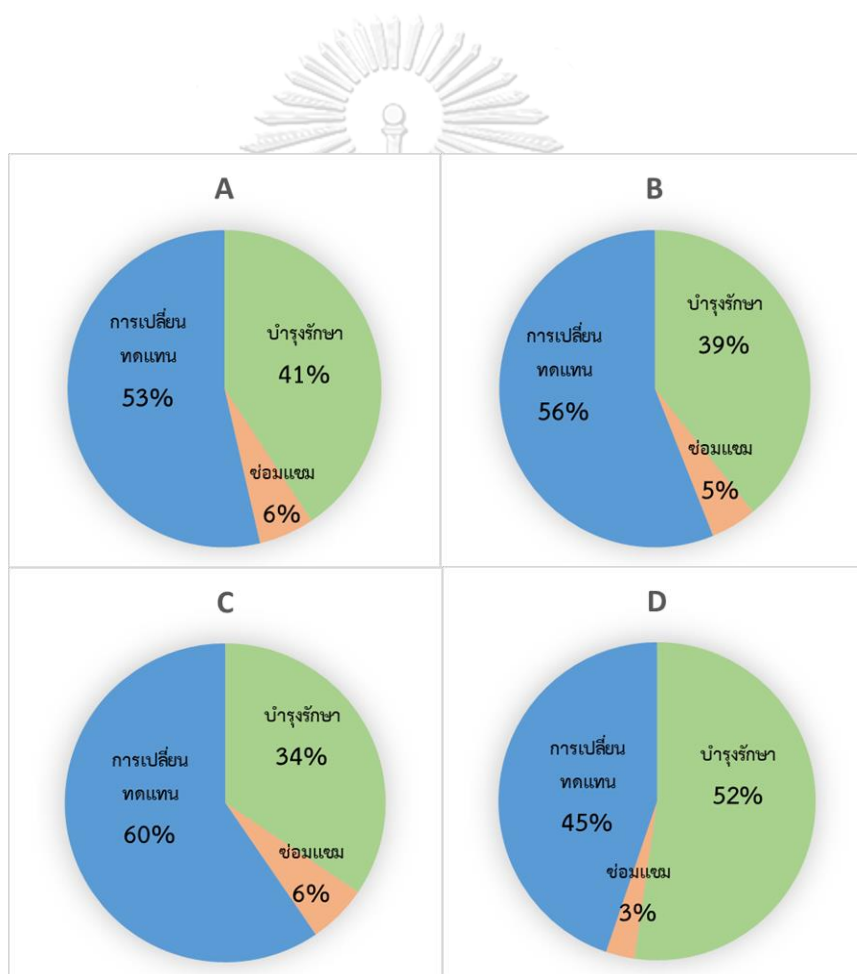 A
การเปลี่ยน
ทดแทน
53%
บำรุงรักษา
41%
ซ่อมแซม
6%
B
การเปลี่ยน
ทดแทน
56%
บำรุงรักษา
39%
ซ่อมแซม
5%
C
การเปลี่ยน
ทดแทน
60%
บำรุงรักษา
34%
ซ่อมแซม
6%
D
การเปลี่ยน
ทดแทน
45%
บำรุงรักษา
52%
ซ่อมแซม
3%